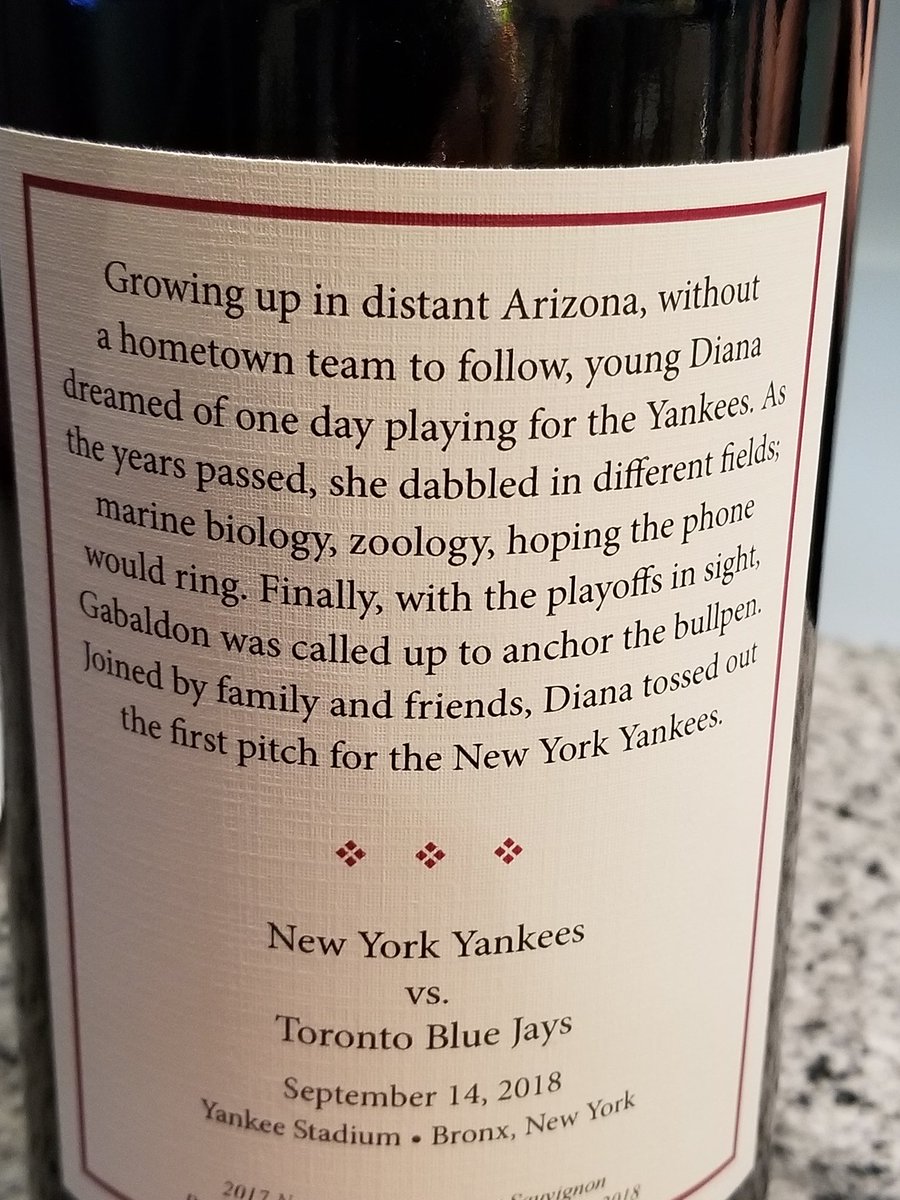 Growing up in distant Arizona, without
a hometown team to follow, young Diana
dreamed of one day playing for the Yankees. As
the years passed, she dabbled in different fields;
marine biology, zoology, hoping the phone
would ring. Finally, with the playoffs in sight,
Gabaldon was called up to anchor the bullpen.
Joined by family and friends, Diana tossed out
the first pitch for the New York Yankees.
New York Yankees
vs.
Toronto Blue Jays
September 14, 2018
Yankee Stadium • Bronx, New York
2017 Sauvignon
2018